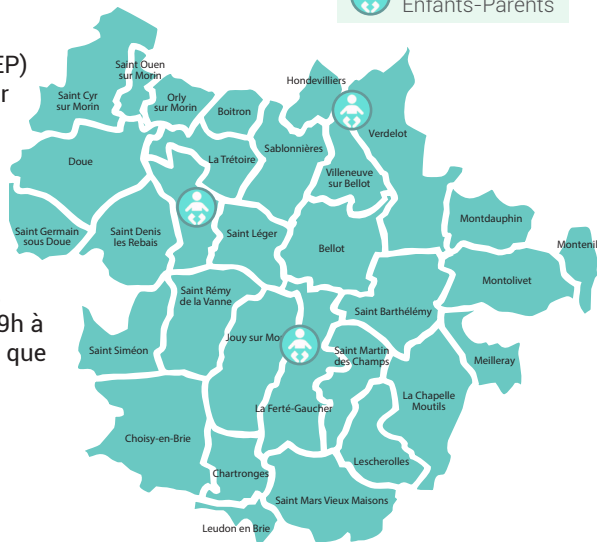 Enfants-Parents
EP)
r
9h à
que
Saint Ouen
sur Morin
Saint Cyr
sur Morin
Orly
sur Morin
Boitron
Hondevilliers
Verdelot
Doue
La Trétoire
Sablonnières
Villeneuve
sur Bellot
Saint Germain
sous Doue
Saint Denis
les Rebais
Saint Léger
Bellot
Montdauphin
Montolivet
Saint Rémy
de la Vanne
Saint Barthélémy
Saint Siméon
Jouy sur Mo
Saint Martin
des Champs
Meilleray
La Chapelle
Moutils
La Ferté-Gaucher
Choisy-en-Brie
Lescherolles
Chartronges
Saint Mars Vieux Maisons
Leudon en Brie